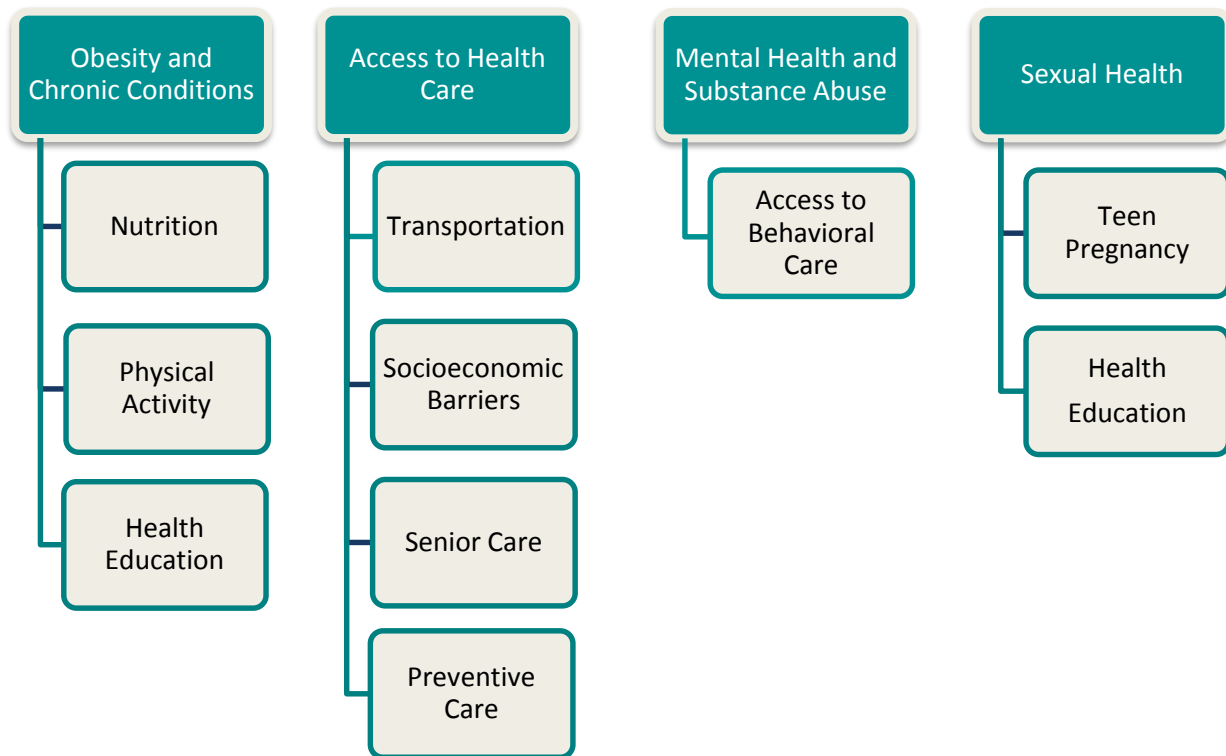 Obesity and
Chronic Conditions
Nutrition
Physical
Activity
Health
Education
Access to Health
Care
Transportation
Socioeconomic
Barriers
Senior Care
Preventive
Care
Mental Health and
Substance Abuse
Access to
Behavioral
Care
Sexual Health
Teen
Pregnancy
Health
Education